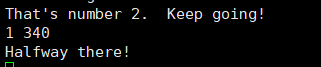 That's number 2.  Keep going!
1 340
Halfway there!